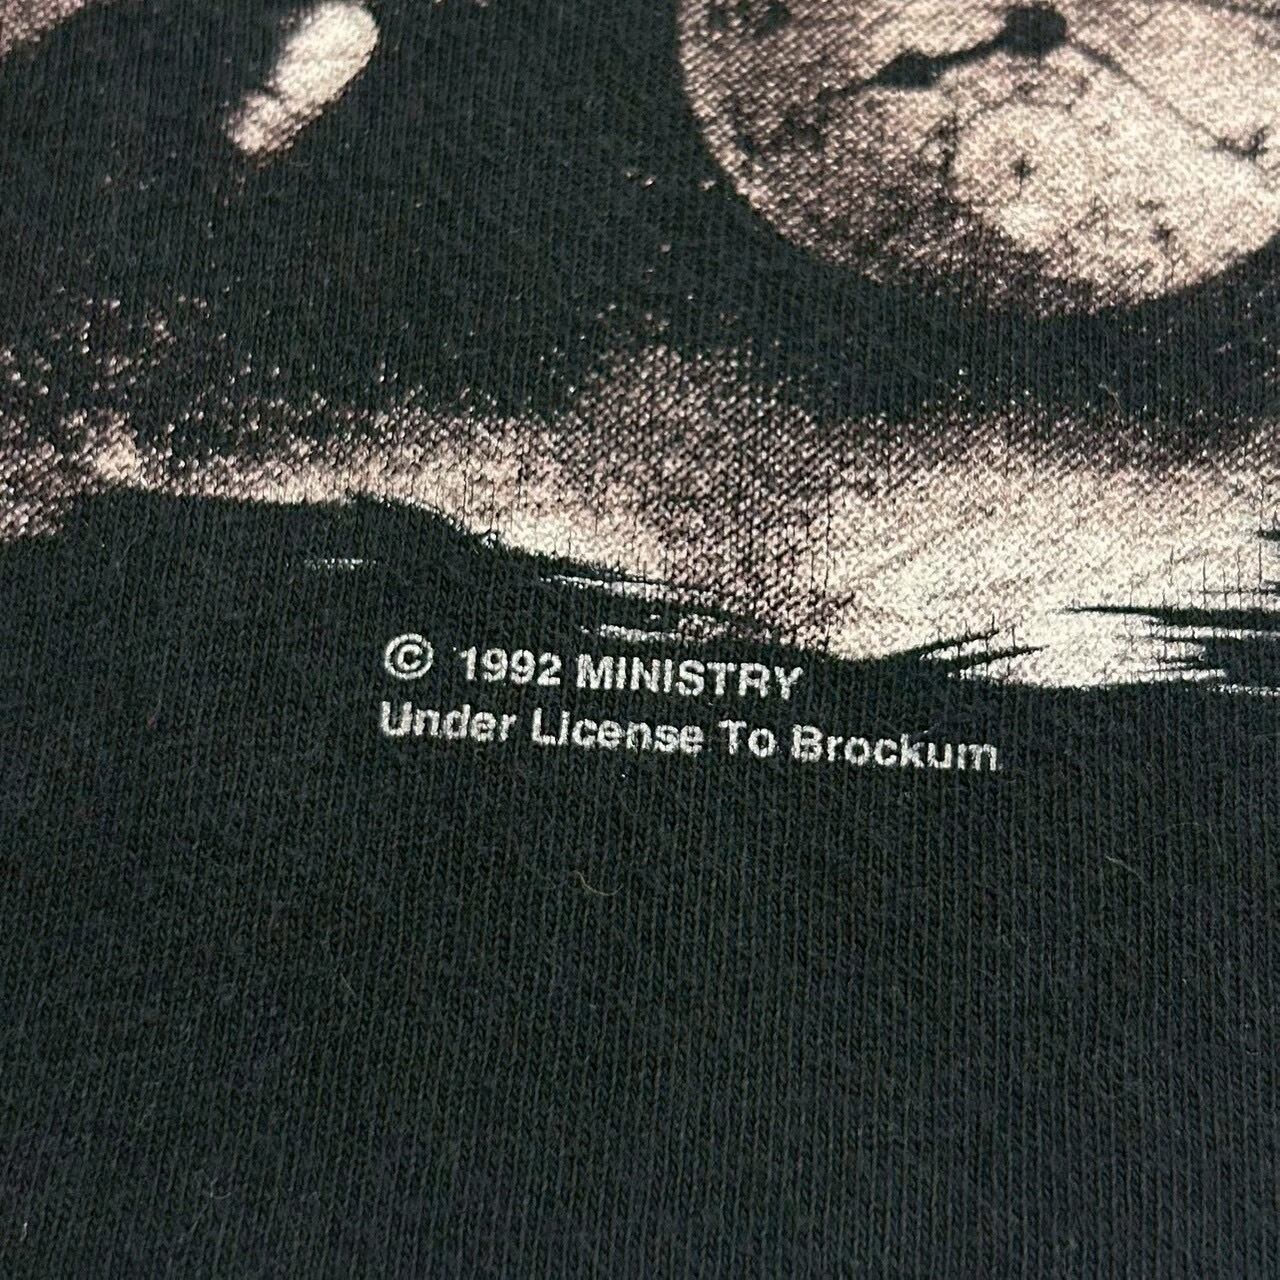 © 1992 MINISTRY
Under License To Brockum